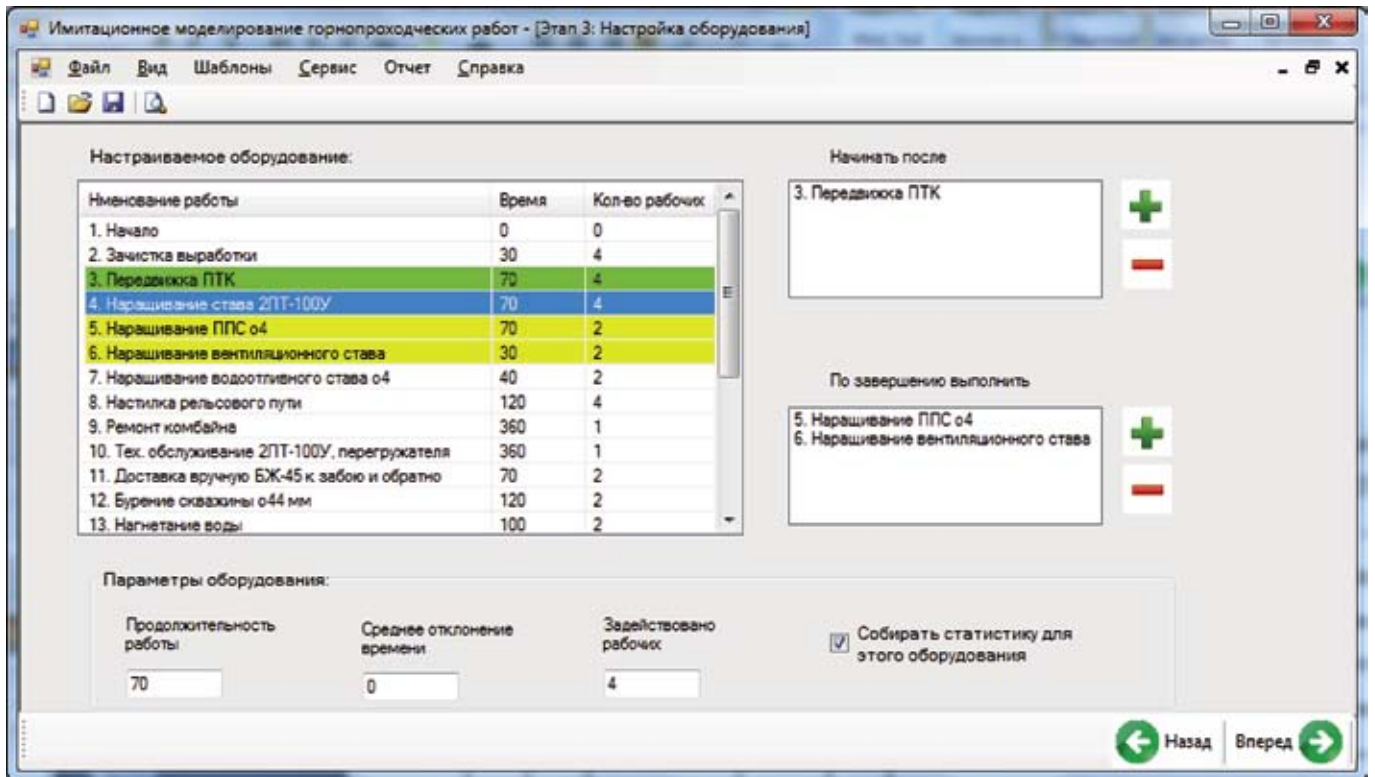 Имитационное моделирование горнопроходческих работ - [Этап 3: Настройка оборудования]
Файл Вид Шаблоны Сервис Отчет Справка
Настраиваемое оборудование:
Нменование работы Время Кол-во рабочих
1. Начало 0 0
2. Зачистка выработки 30 4
3. Передвижка ПТК 70 4
4. Наращивание става 2ПТ-100У 70 4
5. Наращивание ППС о4 70 2
6. Наращивание вентиляционного става 30 2
7. Наращивание водоотливного става о4 40 2
8. Настилка рельсового пути 120 4
9. Ремонт комбайна 360 1
10. Тех. обслуживание 2ПТ-100У, перегружателя 360 1
11. Доставка вручную БЖ-45 к забою и обратно 70 2
12. Бурение скважины о44 мм 120 2
13. Нагнетание воды 100 2
Начинать после
3. Передвижка ПТК
По завершению выполнить
5. Наращивание ППС о4
6. Наращивание вентиляционного става
Параметры оборудования:
Продолжительность
работы
70
Среднее отклонение
времени
0
Задействовано
рабочих
4
Собирать статистику для
этого оборудования
Назад
Вперед